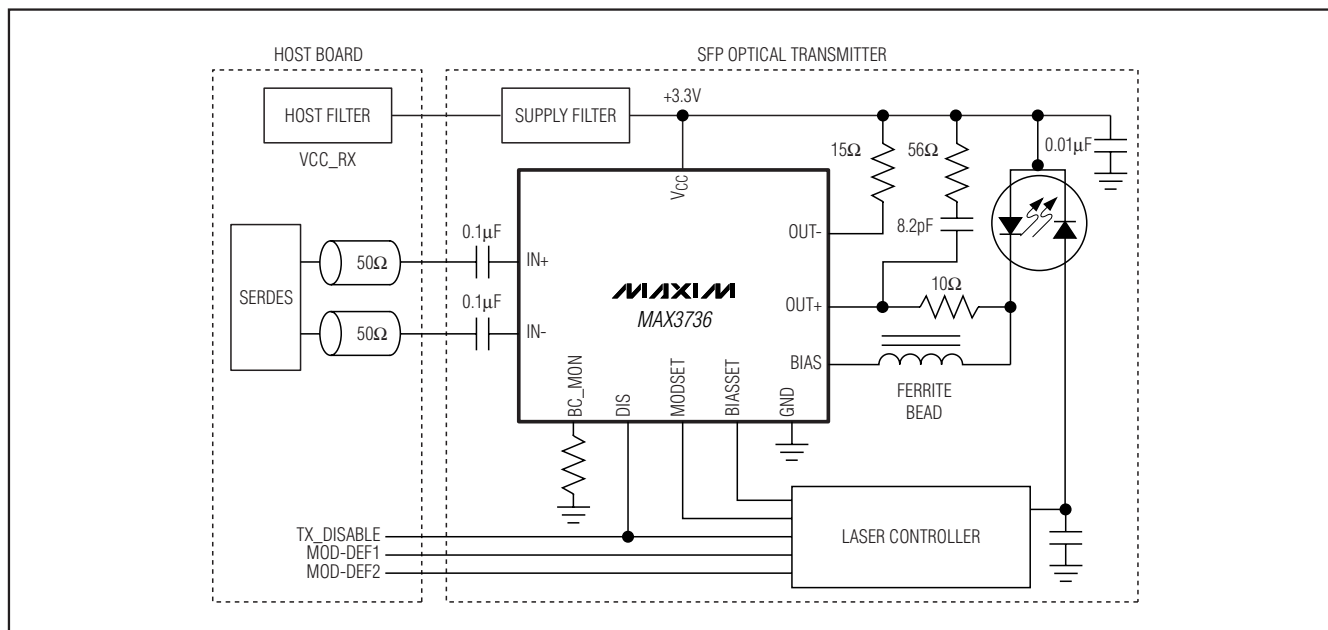 HOST BOARD
SFP OPTICAL TRANSMITTER
HOST FILTER
VCC_RX
SUPPLY FILTER
+3.3V
15Ω
56Ω
0.01µF
8.2pF
VCC
OUT-
SERDES
50Ω
0.1µF
IN+
50Ω
0.1µF
IN-
MAXIM
MAX3736
OUT+
10Ω
BIAS
FERRITE
BEAD
BC_MON
DIS
MODSET
BIASSET
GND
TX_DISABLE
MOD-DEF1
MOD-DEF2
LASER CONTROLLER